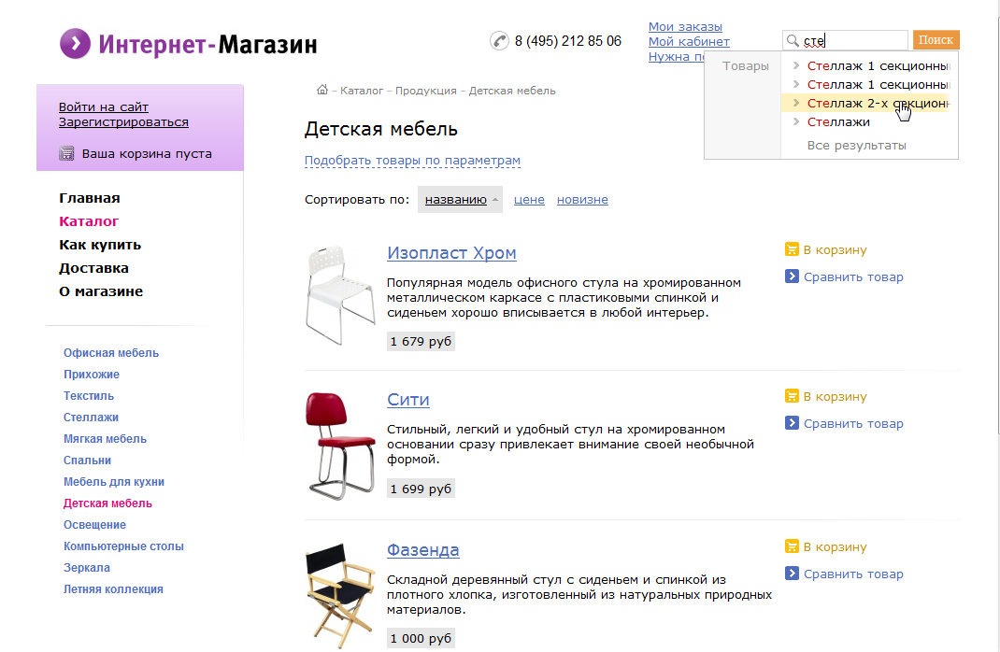 Интернет-Магазин
8 (495) 212 85 06
Мои заказы
Мой кабинет
Нужна
сте
Поиск
Товары
Стеллаж 1 секционны
Стеллаж 1 секционны
Стеллаж 2-х секцион
Стеллажи
Все результаты
Войти на сайт
Зарегистрироваться
Ваша корзина пуста
Главная
Каталог
Как купить
Доставка
О магазине
Офисная мебель
Прихожие
Текстиль
Стеллажи
Мягкая мебель
Спальни
Мебель для кухни
Детская мебель
Освещение
Компьютерные столы
Зеркала
Летняя коллекция
– Каталог – Продукция – Детская мебель
Детская мебель
Подобрать товары по параметрам
Сортировать по: названию цене новизне
Изопласт Хром
Популярная модель офисного стула на хромированном
металлическом каркасе с пластиковыми спинкой и
сиденьем хорошо вписывается в любой интерьер.
1 679 руб
В корзину
Сравнить товар
Сити
Стильный, легкий и удобный стул на хромированном
основании сразу привлекает внимание своей необычной
формой.
1 699 руб
В корзину
Сравнить товар
Фазенда
Складной деревянный стул с сиденьем и спинкой из
плотного хлопка, изготовленный из натуральных природных
материалов.
1 000 руб
В корзину
Сравнить товар